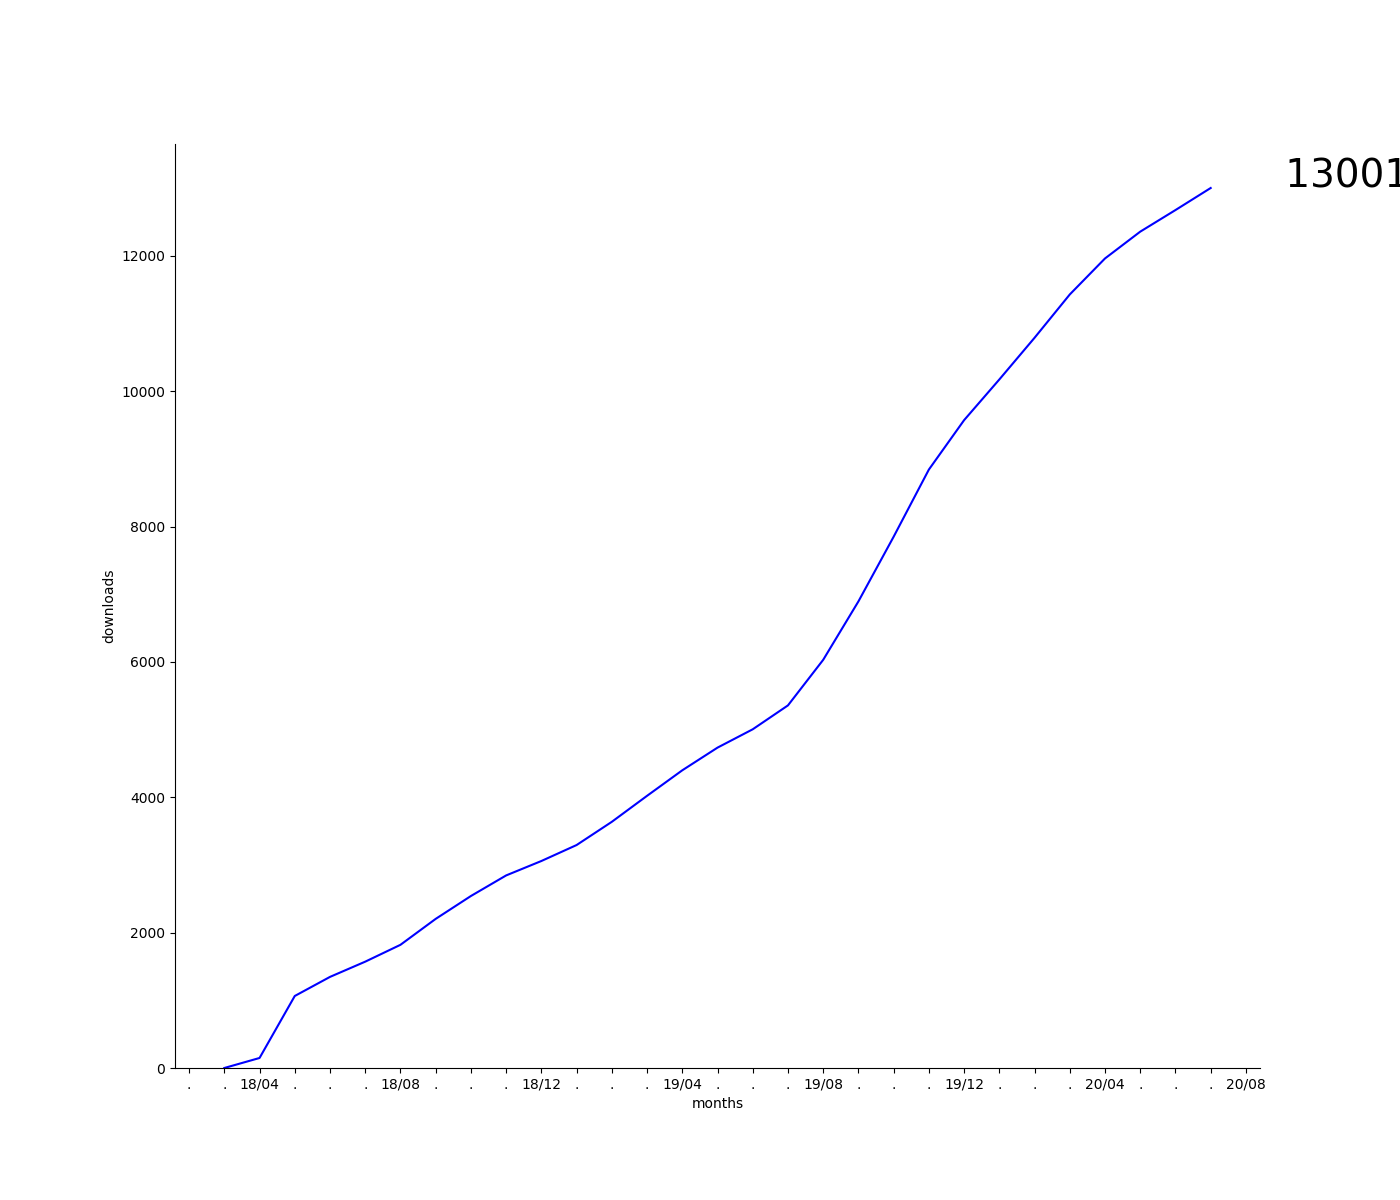 13001
12000
10000
8000
6000
4000
2000
0
downloads
. . 18/04 . . . 18/08 . . . 18/12 . . . 19/04 . . . 19/08 . . . 19/12 . . . 20/04 . . . 20/08
months